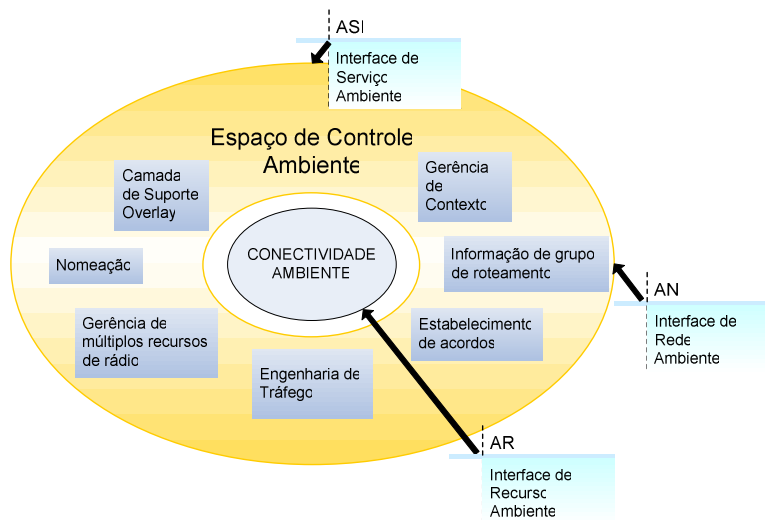 ASI
Interface de
Serviço
Ambiente
Espaço de Controle
Ambiente
Camada
de Suporte
Overlay
Gerência
de
Contexto
CONECTIVIDADE
AMBIENTE
Nomeação
Informação de grupo
de roteamento
AN
Interface de
Rede
Ambiente
Gerência de
múltiplos recursos
de rádio
Estabelecimento
de acordos
Engenharia de
Tráfego
AR
Interface de
Recurso
Ambiente